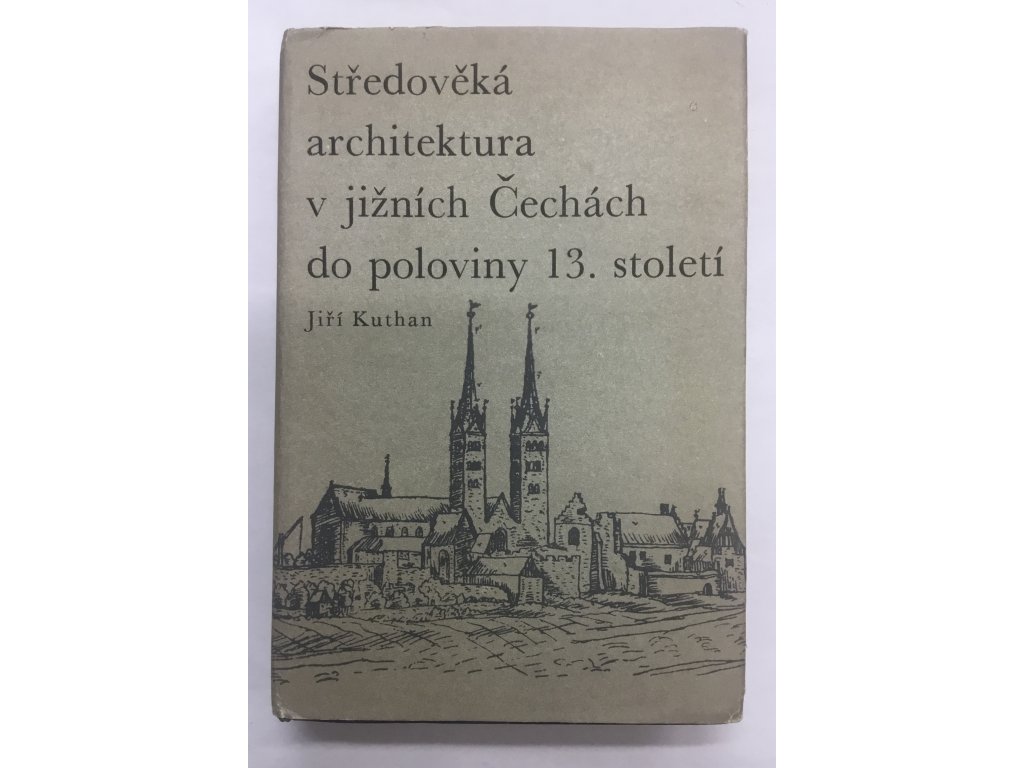 Středověká
architektura
v jižních Čechách
do poloviny 13. století
Jiří Kuthan